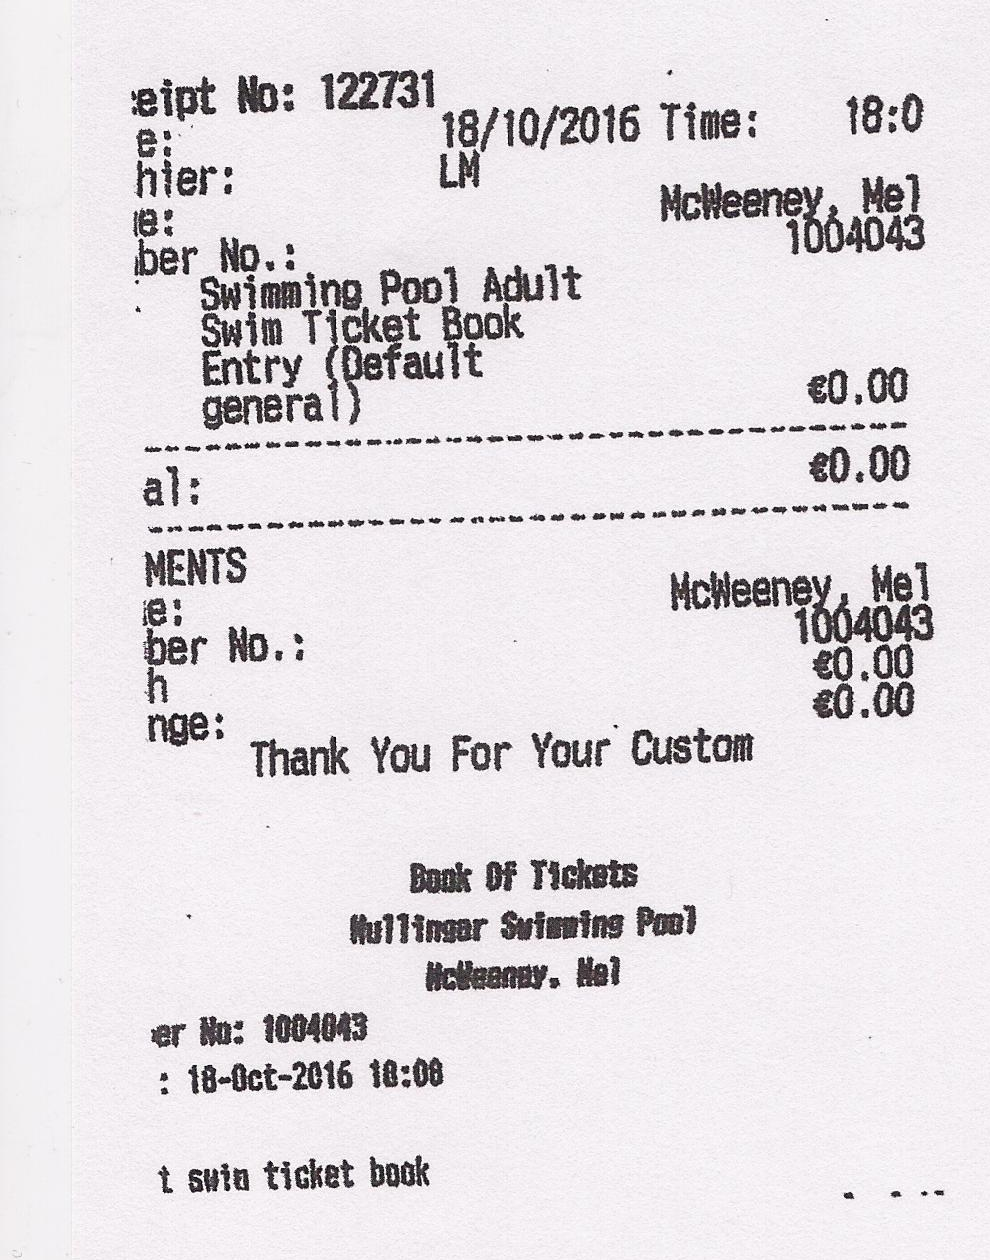 eipt No: 122731
e: 18/10/2016 Time: 18:0
hier: LM
e: McWeeney, Mel
ber No.: 1004043
Swimming Pool Adult
Swim Ticket Book
Entry (Default
general) €0.00
al: €0.00
MENTS
e: McWeeney, Mel
ber No.: 1004043
h €0.00
nge: €0.00
Thank You For Your Custom
Book Of Tickets
Mullingar Swimming Pool
McWeeney, Mel
er No: 1004043
: 18-Oct-2016 18:08
t swim ticket book